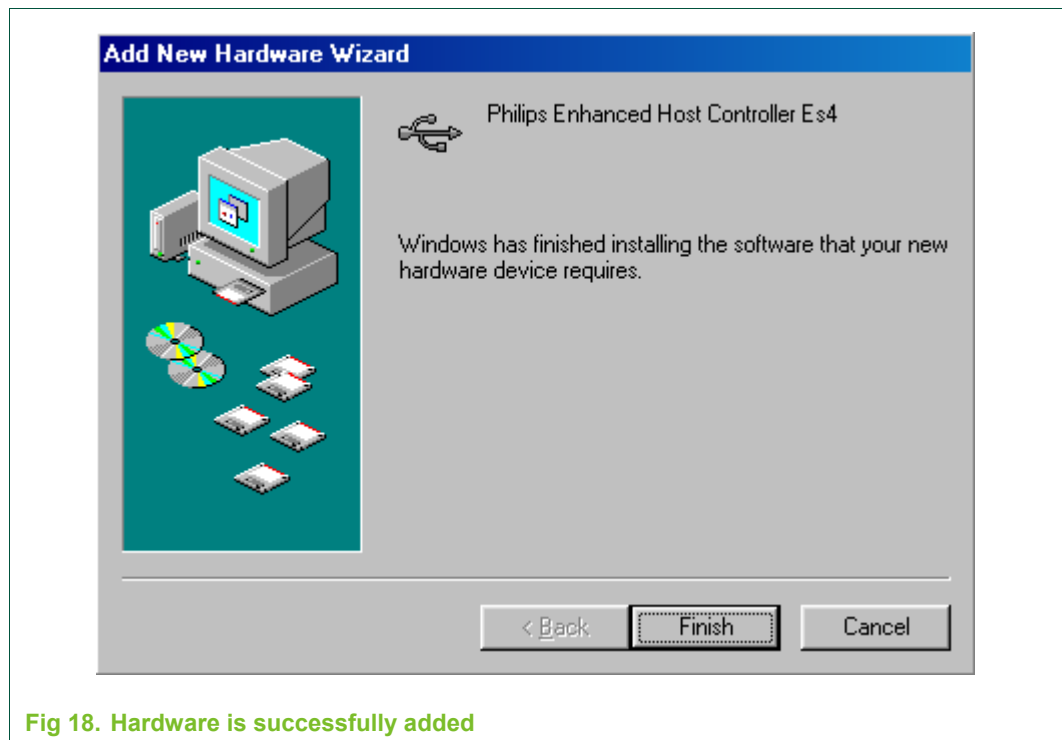 Add New Hardware Wizard
Philips Enhanced Host Controller Es4
Windows has finished installing the software that your new
hardware device requires.
< Back
Finish
Cancel
Fig 18. Hardware is successfully added